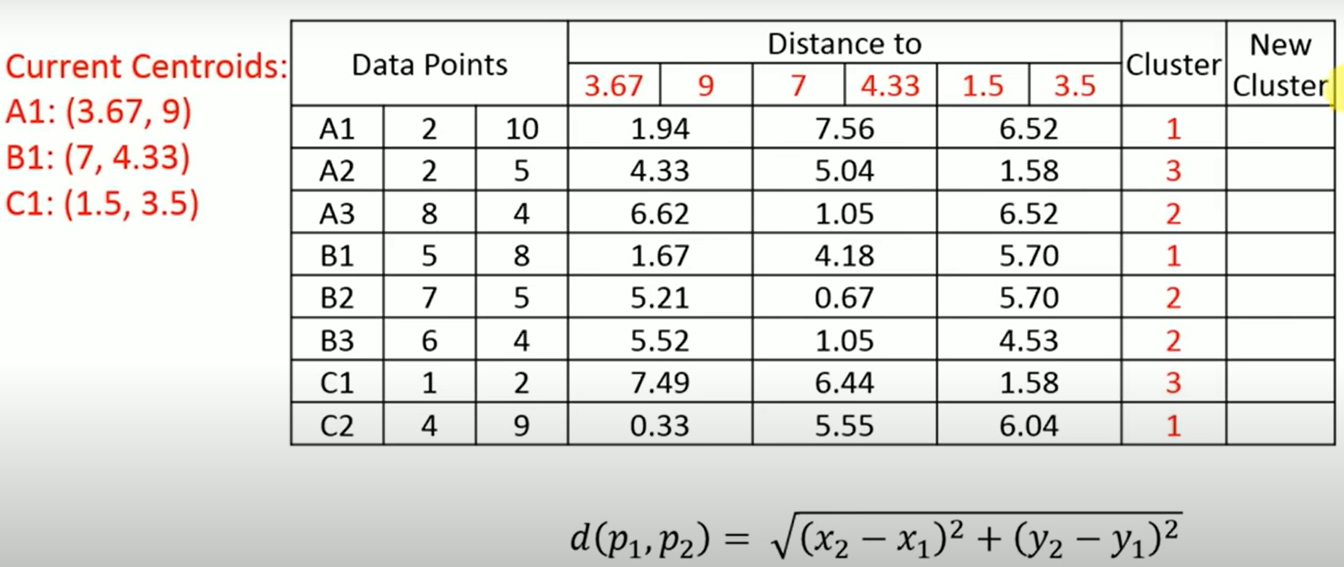 Current Centroids:
A1: (3.67, 9)
B1: (7, 4.33)
C1: (1.5, 3.5)
Data Points Distance to Cluster New Cluster
3.67 9 7 4.33 1.5 3.5
A1 2 10 1.94 7.56 6.52 1
A2 2 5 4.33 5.04 1.58 3
A3 8 4 6.62 1.05 6.52 2
B1 5 8 1.67 4.18 5.70 1
B2 7 5 5.21 0.67 5.70 2
B3 6 4 5.52 1.05 4.53 2
C1 1 2 7.49 6.44 1.58 3
C2 4 9 0.33 5.55 6.04 1
d(p₁, p₂) = √(x₂ − x₁)² + (y₂ − y₁)²